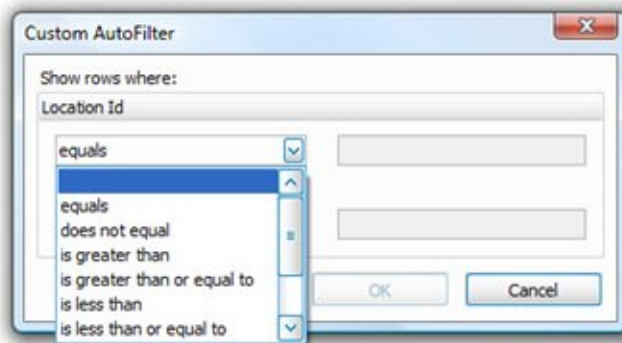 Custom AutoFilter
Show rows where:
Location Id
equals
equals
does not equal
is greater than
is greater than or equal to
is less than
is less than or equal to
OK
Cancel